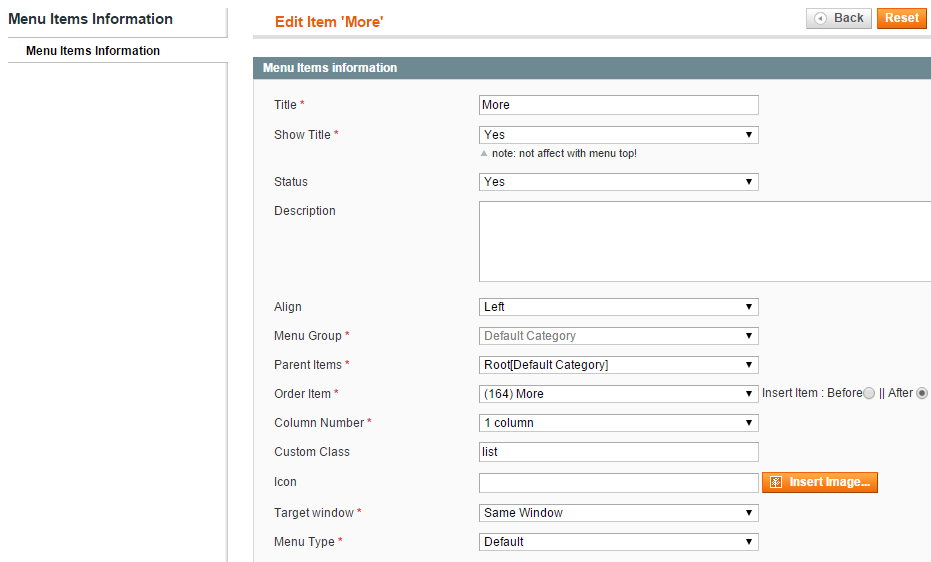 Menu Items Information
Menu Items Information
Edit Item 'More'
Back
Reset
Menu Items information
Title * More
Show Title * Yes
note: not affect with menu top!
Status Yes
Description
Align Left
Menu Group * Default Category
Parent Items * Root[Default Category]
Order Item * (164) More Insert Item : Before || After
Column Number * 1 column
Custom Class list
Icon Insert Image...
Target window * Same Window
Menu Type * Default